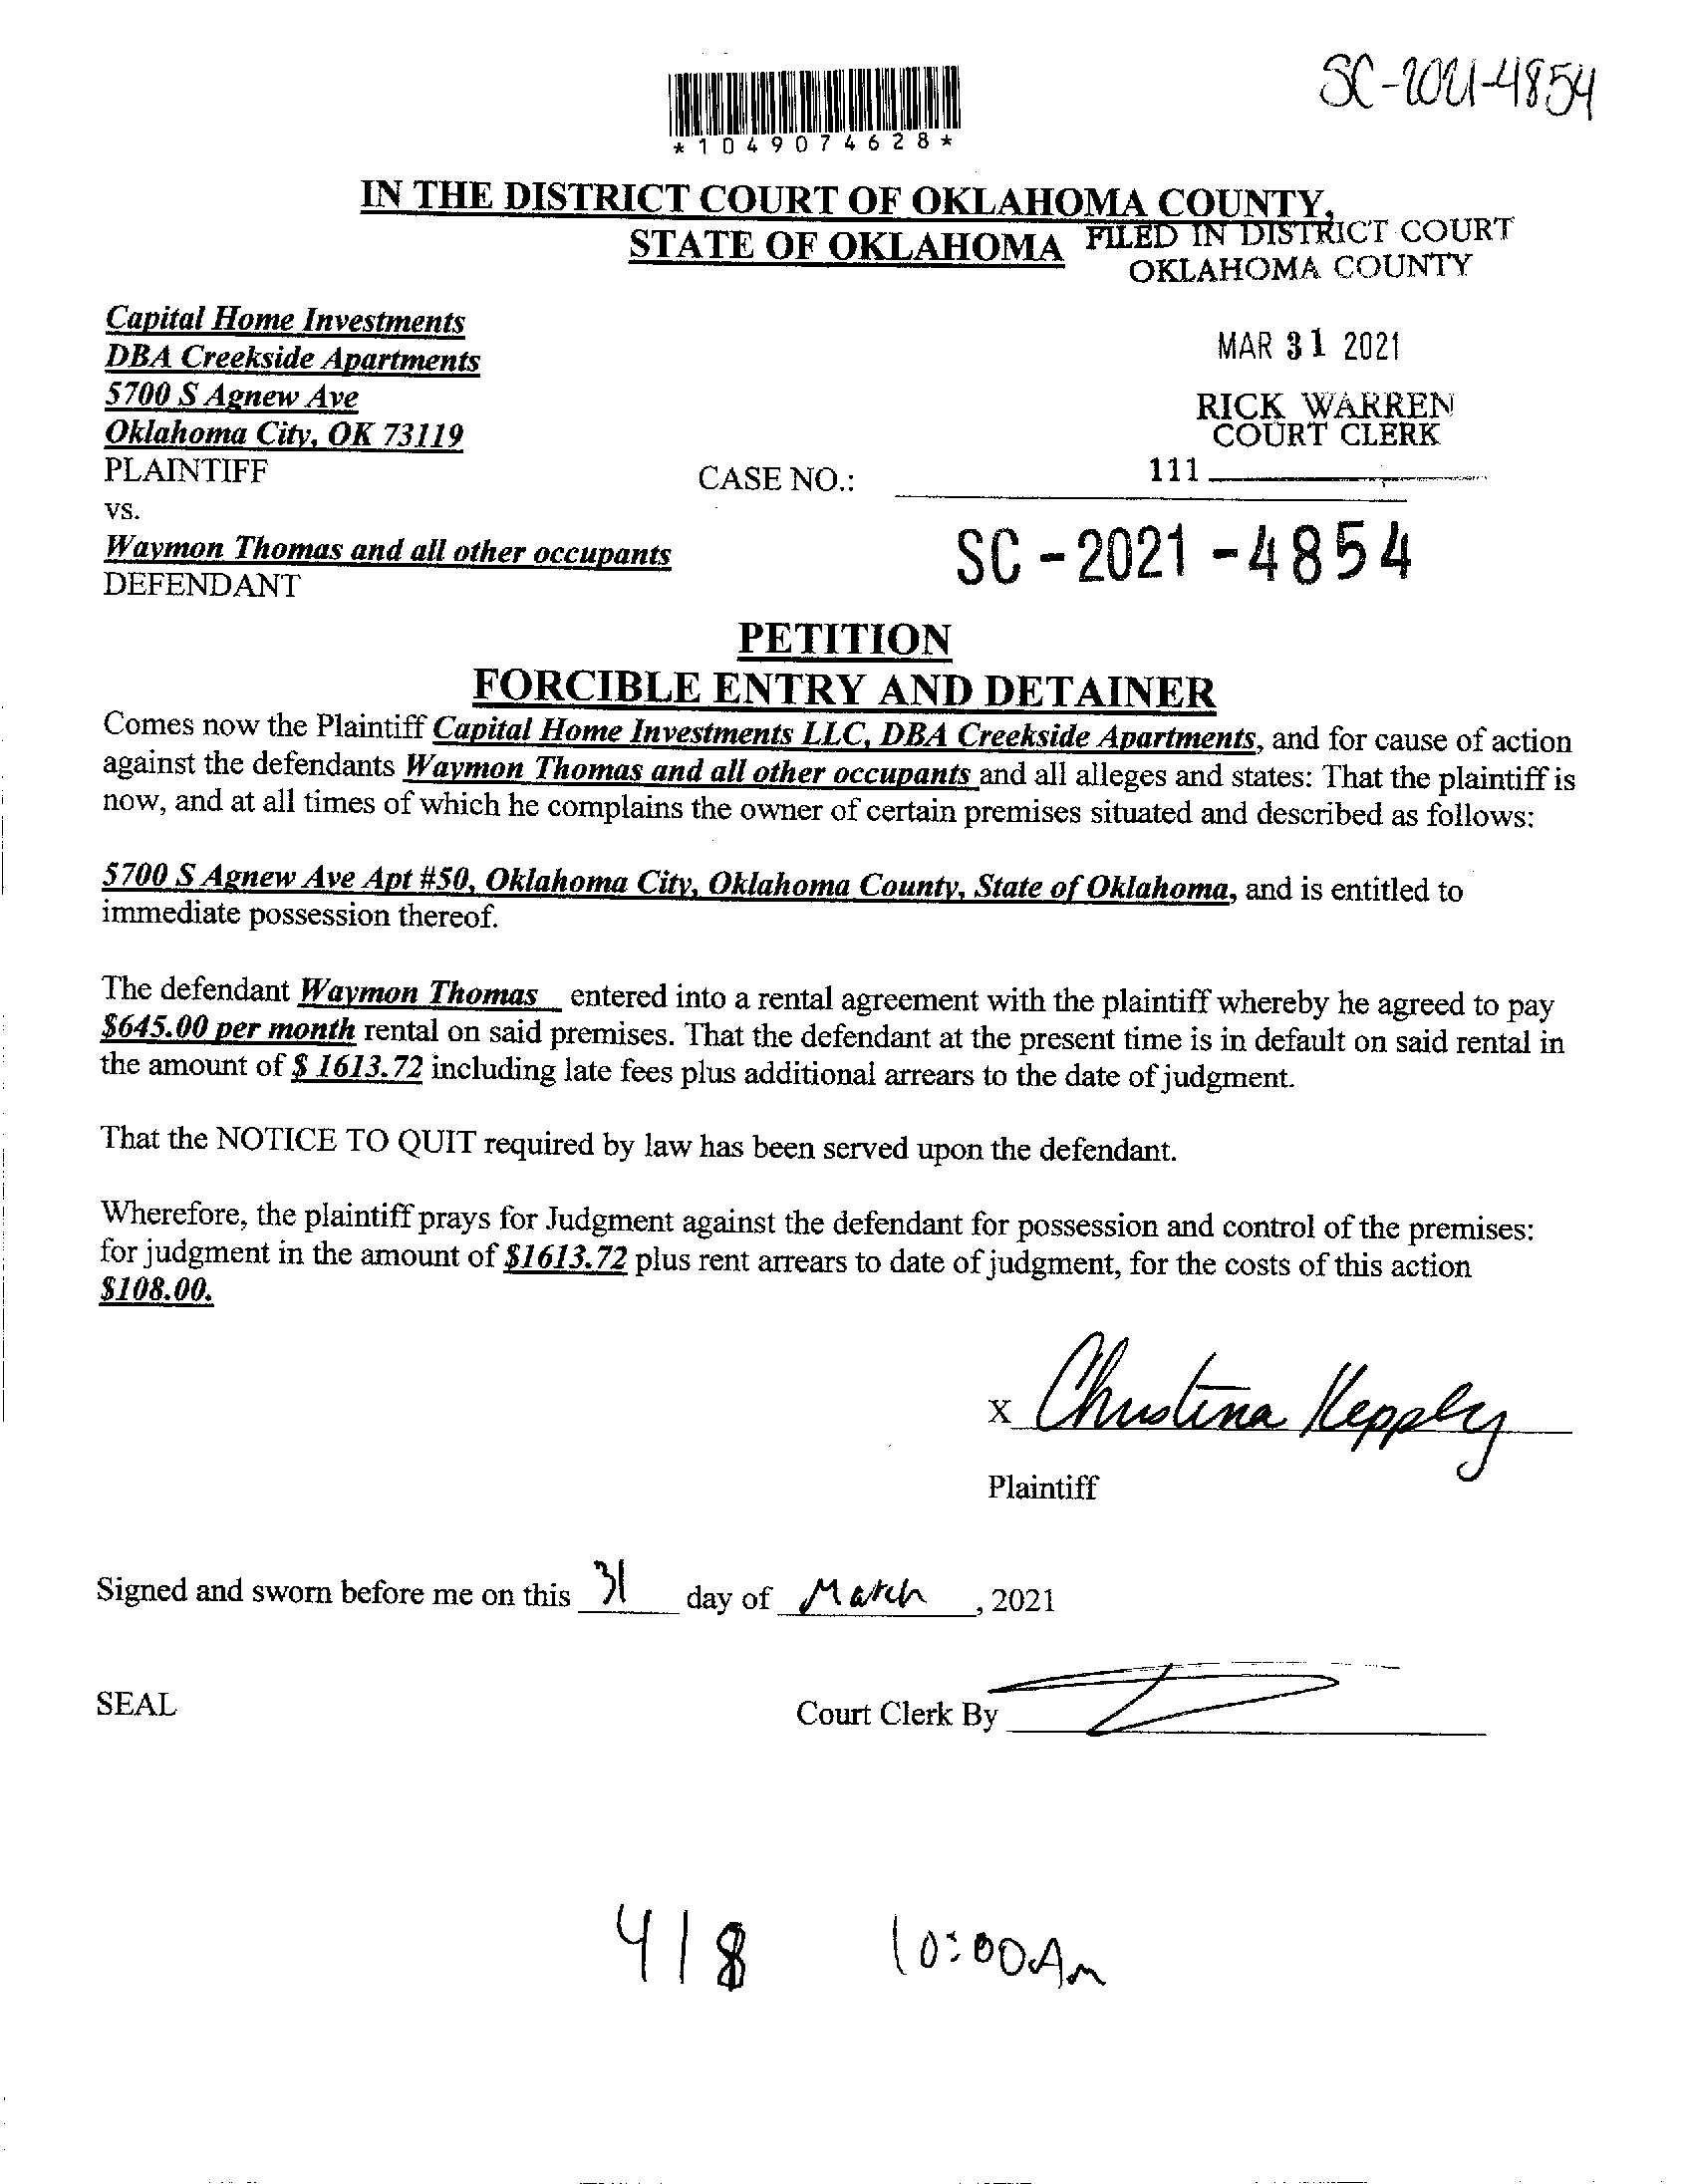 SC-2021-4854
*1049074628*
IN THE DISTRICT COURT OF OKLAHOMA COUNTY,
STATE OF OKLAHOMA
FILED IN DISTRICT COURT
OKLAHOMA COUNTY
MAR 31 2021
RICK WARREN
COURT CLERK
111
Capital Home Investments
DBA Creekside Apartments
5700 S Agnew Ave
Oklahoma City, OK 73119
PLAINTIFF
CASE NO.:
vs.
SC-2021-4854
Waymon Thomas and all other occupants
DEFENDANT
PETITION
FORCIBLE ENTRY AND DETAINER
Comes now the Plaintiff Capital Home Investments LLC, DBA Creekside Apartments, and for cause of action
against the defendants Waymon Thomas and all other occupants and all alleges and states: That the plaintiff is
now, and at all times of which he complains the owner of certain premises situated and described as follows:
5700 S Agnew Ave Apt #50, Oklahoma City, Oklahoma County, State of Oklahoma, and is entitled to
immediate possession thereof.
The defendant Waymon Thomas entered into a rental agreement with the plaintiff whereby he agreed to pay
$645.00 per month rental on said premises. That the defendant at the present time is in default on said rental in
the amount of $ 1613.72 including late fees plus additional arrears to the date of judgment.
That the NOTICE TO QUIT required by law has been served upon the defendant.
Wherefore, the plaintiff prays for Judgment against the defendant for possession and control of the premises:
for judgment in the amount of $1613.72 plus rent arrears to date of judgment, for the costs of this action
$108.00.
X Christina Kepply
Plaintiff
Signed and sworn before me on this 31 day of March, 2021
SEAL
Court Clerk By
4/8 10:00AM